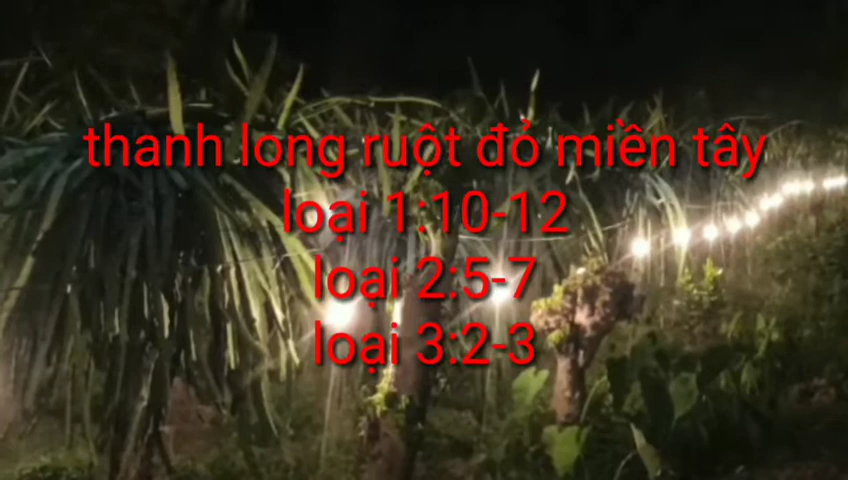 thanh long ruột đỏ miền tây
loại 1:10-12
loại 2:5-7
loại 3:2-3